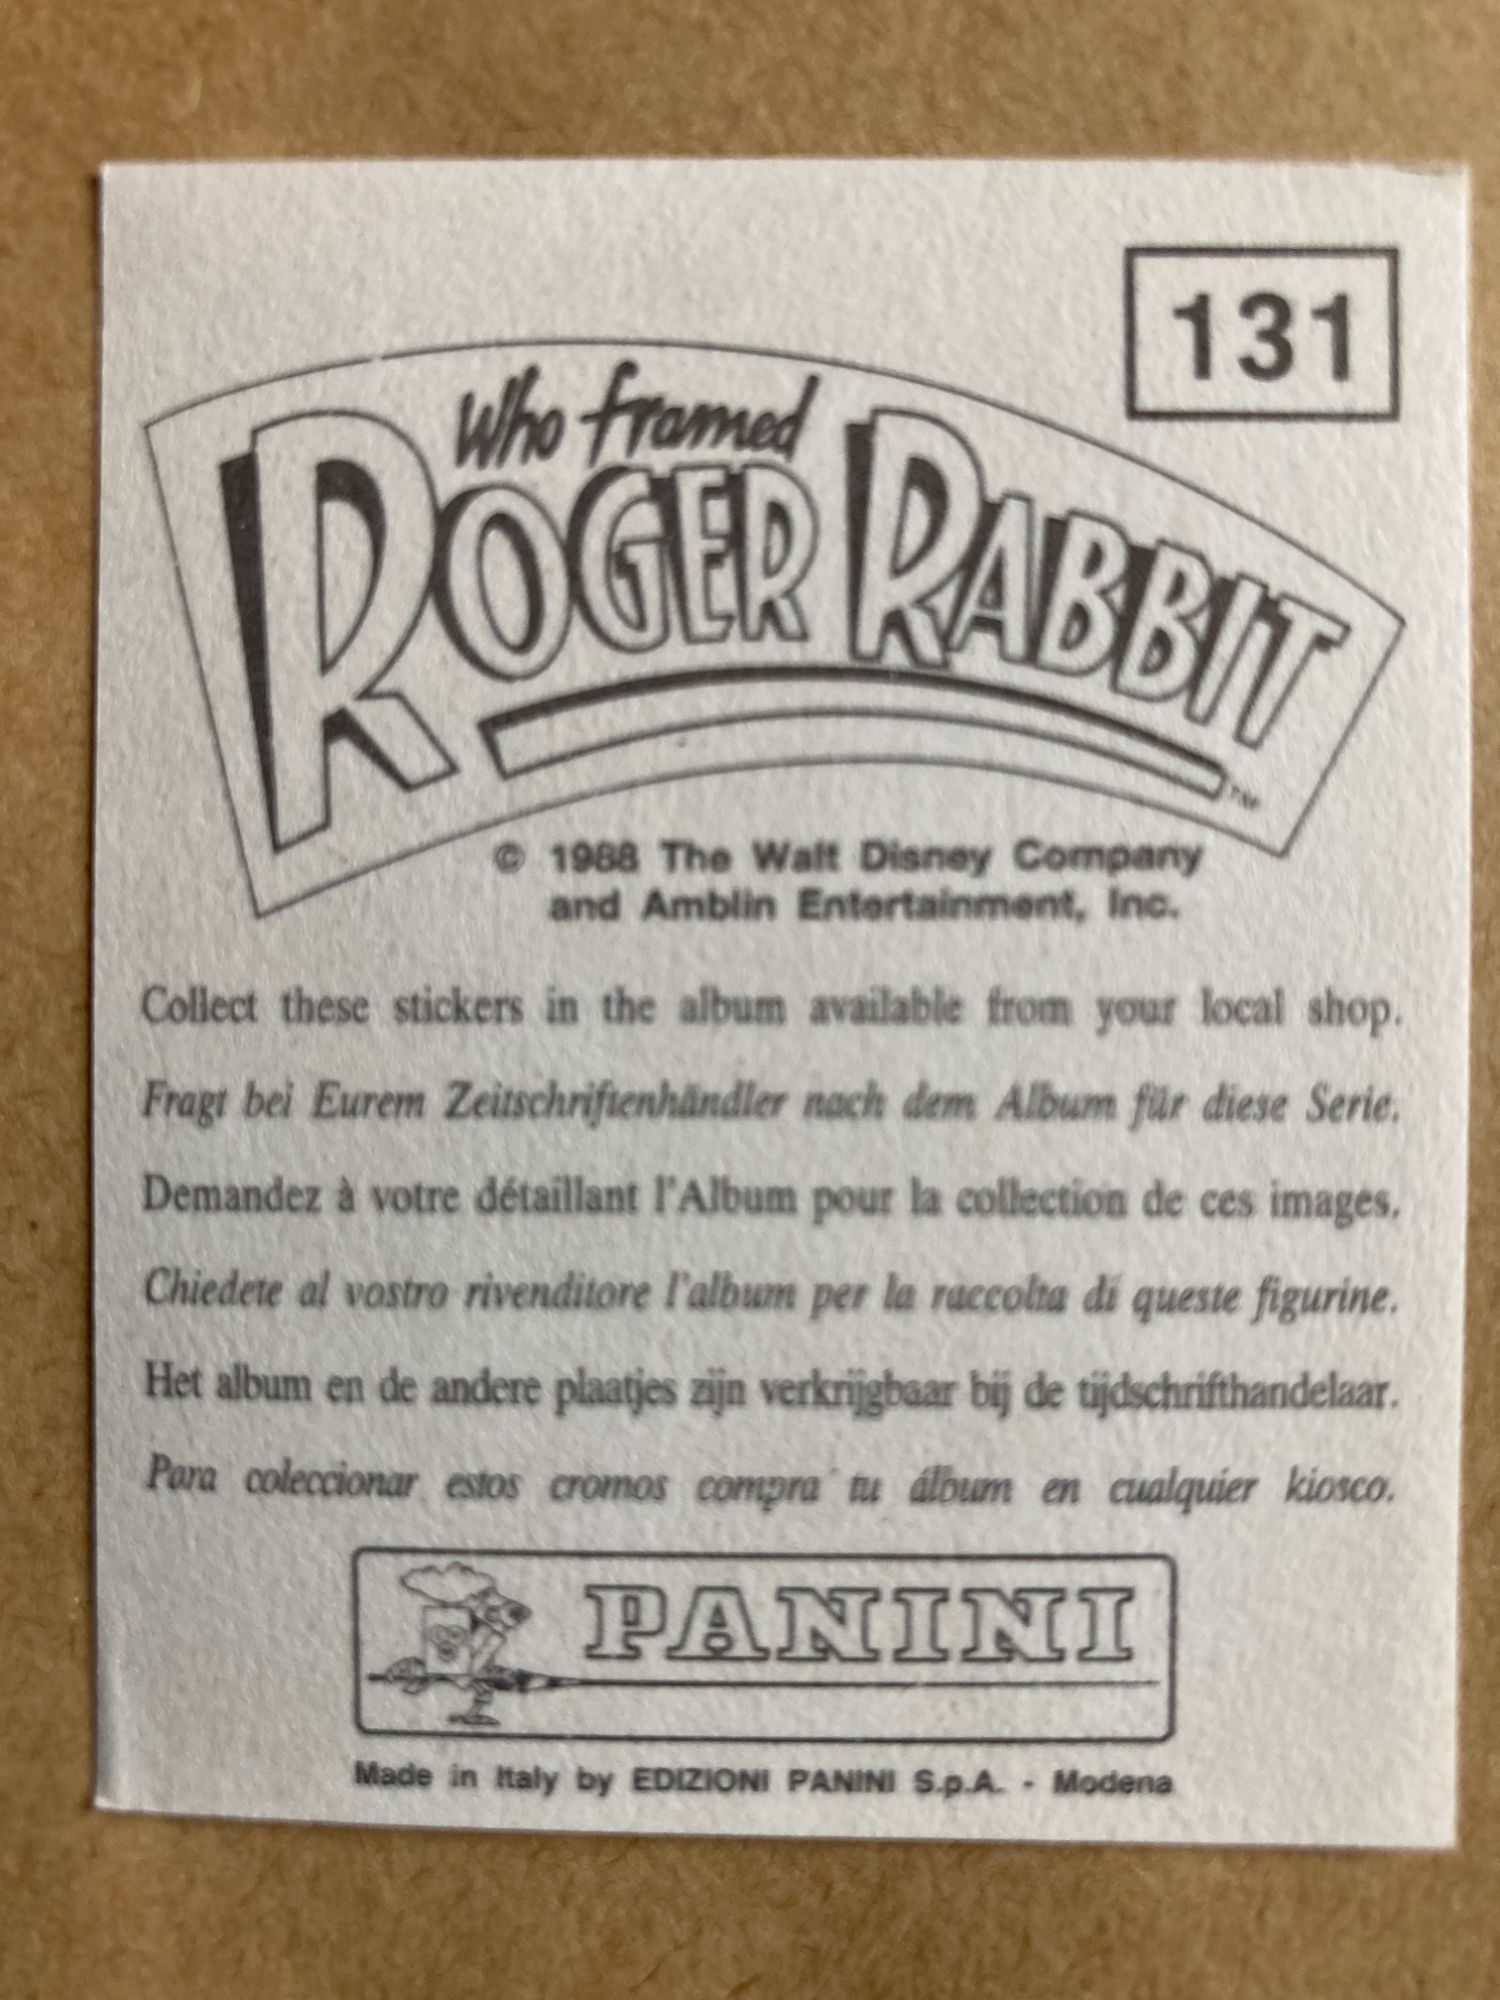 131
Who framed
ROGER RABBIT
™
© 1988 The Walt Disney Company
and Amblin Entertainment, Inc.
Collect these stickers in the album available from your local shop.
Fragt bei Eurem Zeitschriftenhändler nach dem Album für diese Serie.
Demandez à votre détaillant l'Album pour la collection de ces images.
Chiedete al vostro rivenditore l'album per la raccolta di queste figurine.
Het album en de andere plaatjes zijn verkrijgbaar bij de tijdschrifthandelaar.
Para coleccionar estos cromos compra tu álbum en cualquier kiosco.
PANINI
Made in Italy by EDIZIONI PANINI S.p.A. - Modena